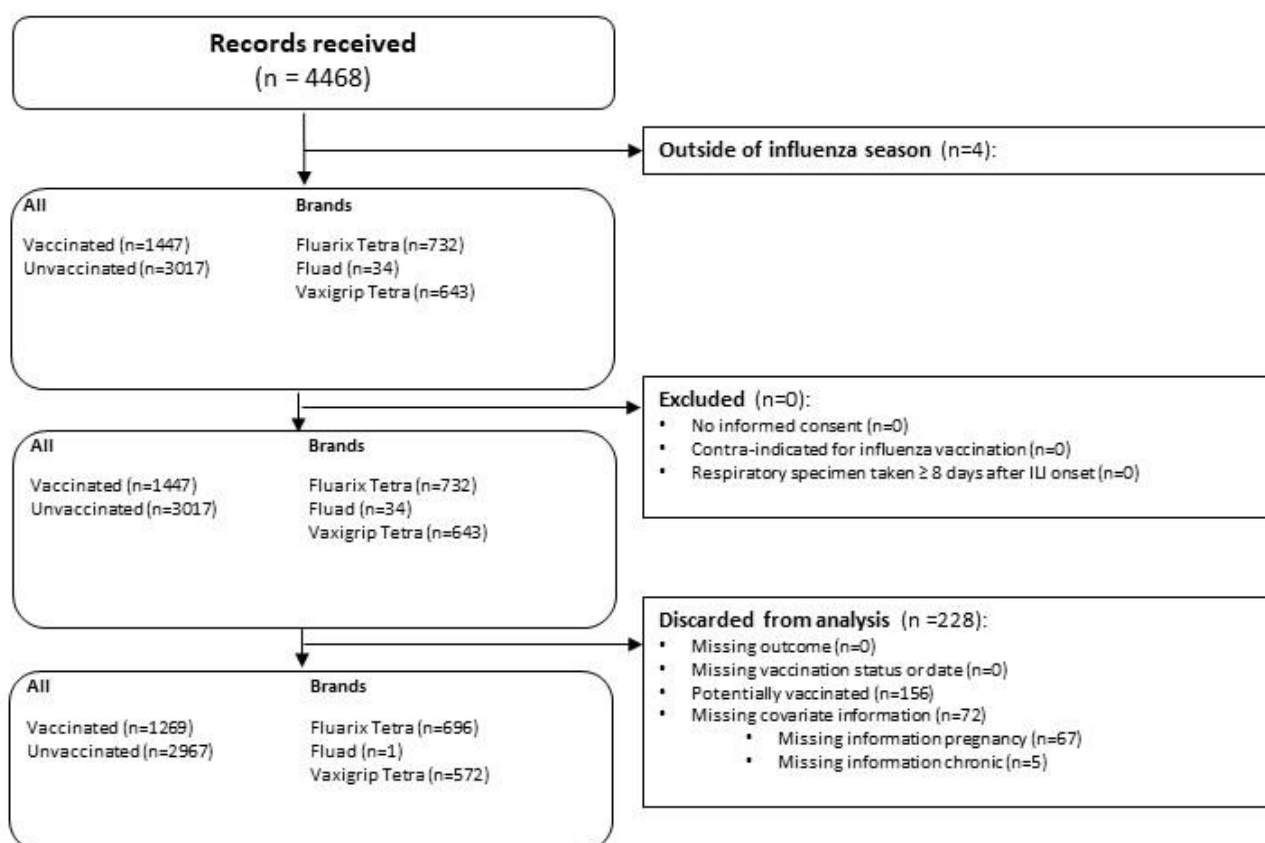 Records received
(n = 4468)
Outside of influenza season (n=4):
All
Brands
Vaccinated (n=1447)
Fluarix Tetra (n=732)
Unvaccinated (n=3017)
Fluad (n=34)
Vaxigrip Tetra (n=643)
Excluded (n=0):
▪ No informed consent (n=0)
▪ Contra-indicated for influenza vaccination (n=0)
▪ Respiratory specimen taken ≥ 8 days after ILI onset (n=0)
All
Brands
Vaccinated (n=1447)
Fluarix Tetra (n=732)
Unvaccinated (n=3017)
Fluad (n=34)
Vaxigrip Tetra (n=643)
Discarded from analysis (n =228):
▪ Missing outcome (n=0)
▪ Missing vaccination status or date (n=0)
▪ Potentially vaccinated (n=156)
▪ Missing covariate information (n=72)
▪ Missing information pregnancy (n=67)
▪ Missing information chronic (n=5)
All
Brands
Vaccinated (n=1269)
Fluarix Tetra (n=696)
Unvaccinated (n=2967)
Fluad (n=1)
Vaxigrip Tetra (n=572)